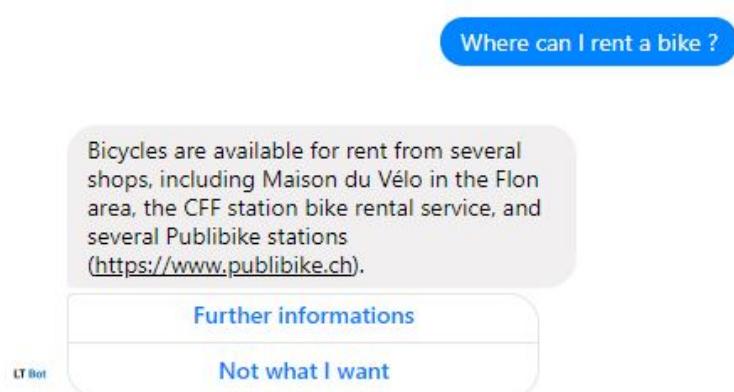 Where can I rent a bike ?
Bicycles are available for rent from several
shops, including Maison du Vélo in the Flon
area, the CFF station bike rental service, and
several Publibike stations
(https://www.publibike.ch).
Further informations
LT Bot
Not what I want